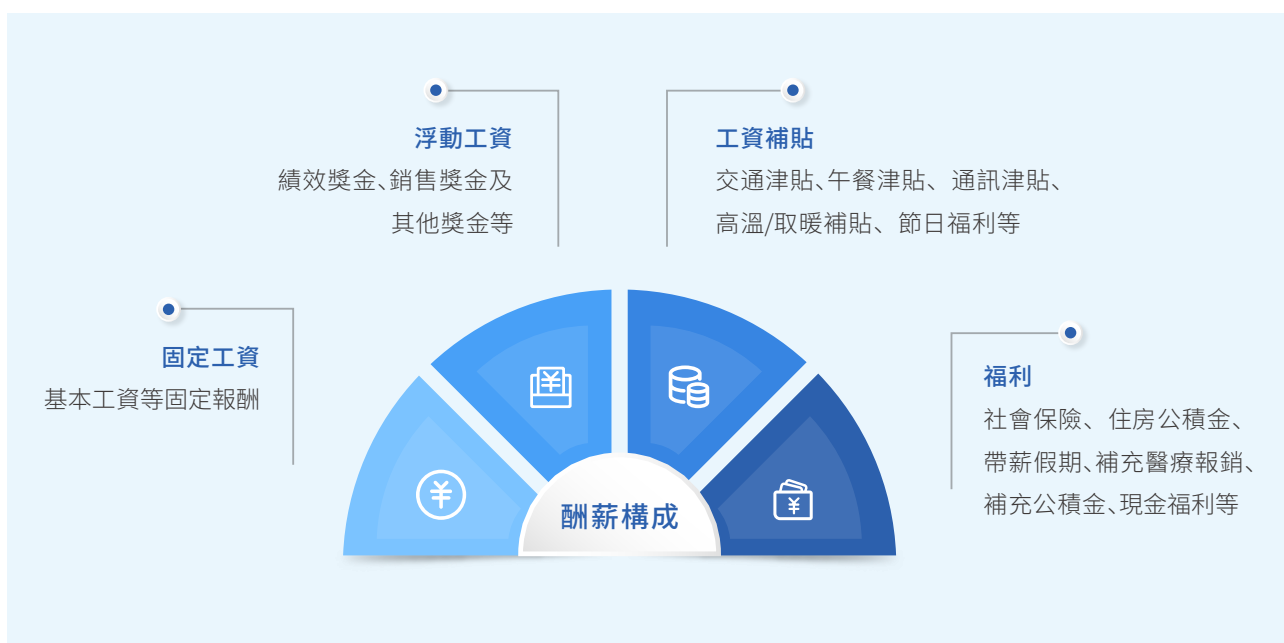 浮動工資
績效獎金、銷售獎金及
其他獎金等
工資補貼
交通津貼、午餐津貼、通訊津貼、
高溫/取暖補貼、節日福利等
固定工資
基本工資等固定報酬
福利
社會保險、住房公積金、
帶薪假期、補充醫療報銷、
補充公積金、現金福利等
酬薪構成